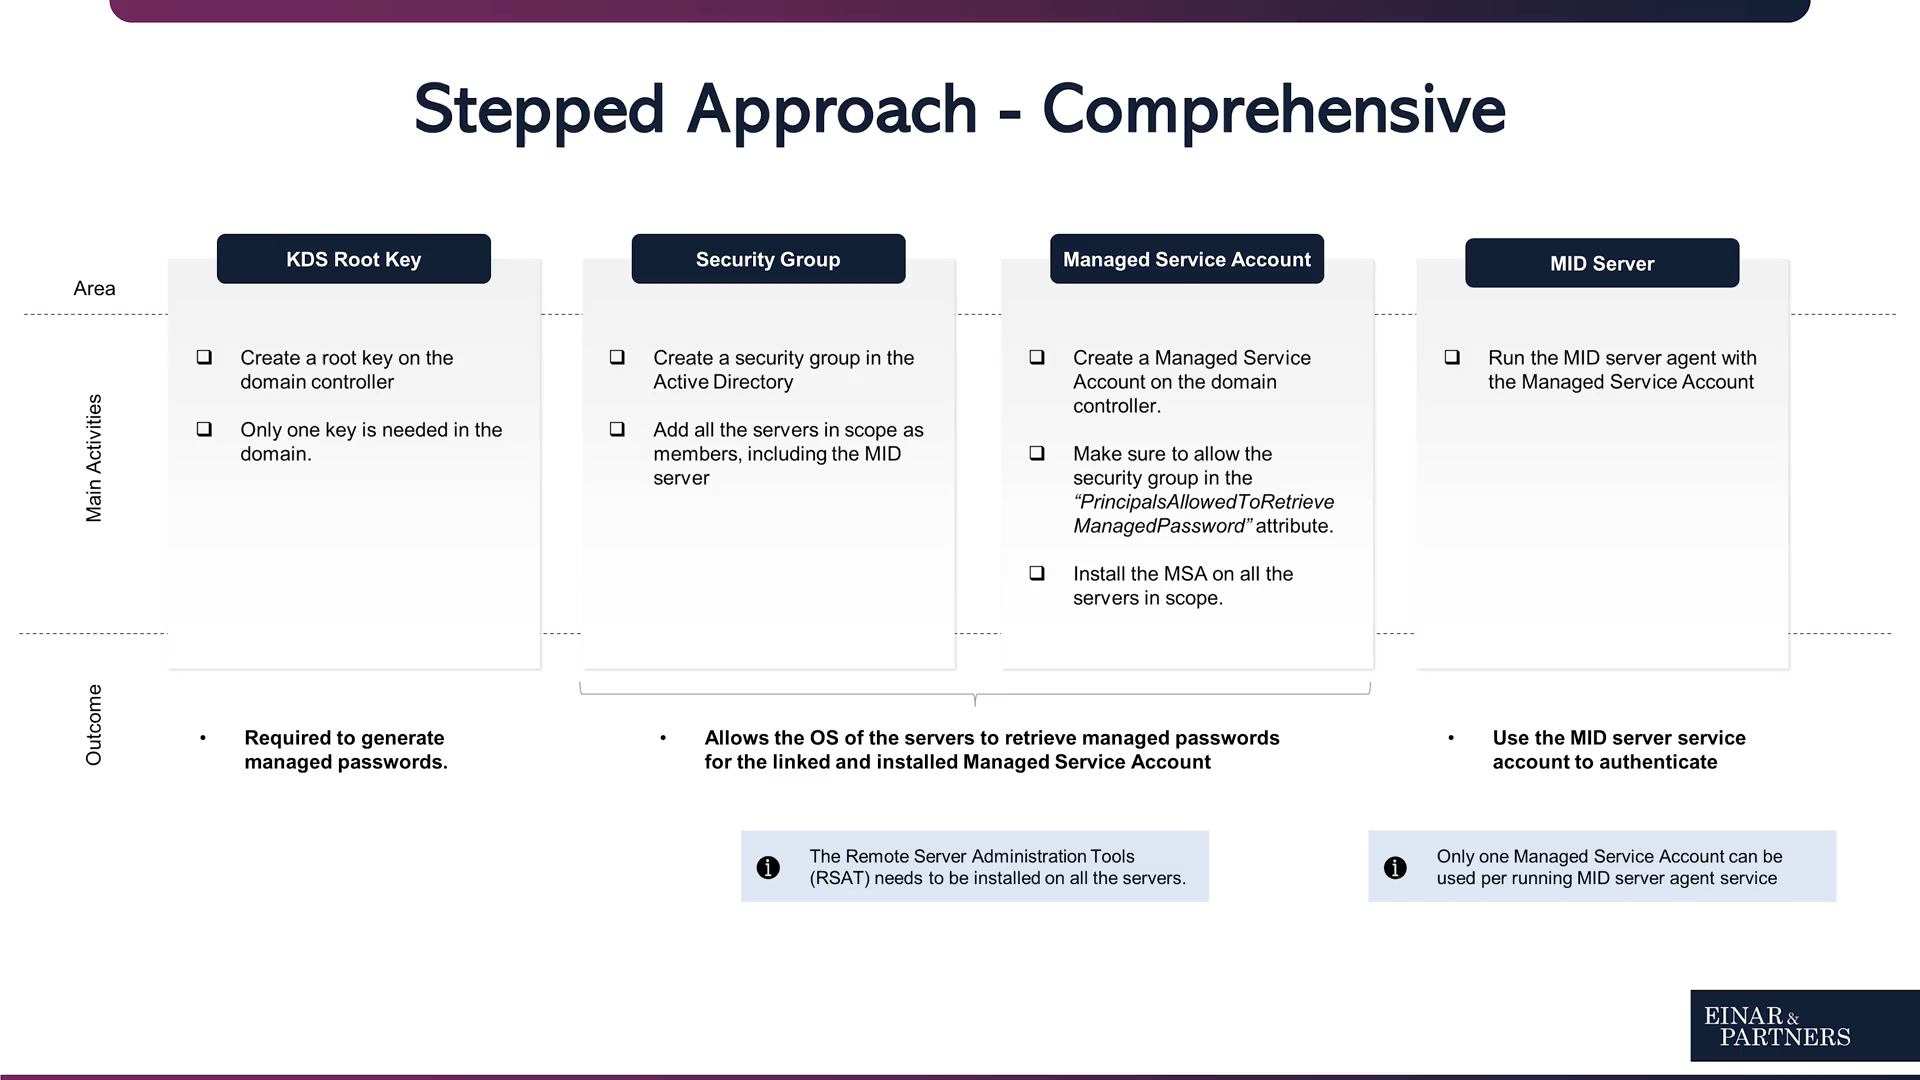 Stepped Approach - Comprehensive
Area
Main Activities
Outcome
KDS Root Key
❑ Create a root key on the
domain controller
❑ Only one key is needed in the
domain.
• Required to generate
managed passwords.
Security Group
❑ Create a security group in the
Active Directory
❑ Add all the servers in scope as
members, including the MID
server
Managed Service Account
❑ Create a Managed Service
Account on the domain
controller.
❑ Make sure to allow the
security group in the
“PrincipalsAllowedToRetrieve
ManagedPassword” attribute.
❑ Install the MSA on all the
servers in scope.
• Allows the OS of the servers to retrieve managed passwords
for the linked and installed Managed Service Account
The Remote Server Administration Tools
(RSAT) needs to be installed on all the servers.
MID Server
❑ Run the MID server agent with
the Managed Service Account
• Use the MID server service
account to authenticate
Only one Managed Service Account can be
used per running MID server agent service
EINAR &
PARTNERS